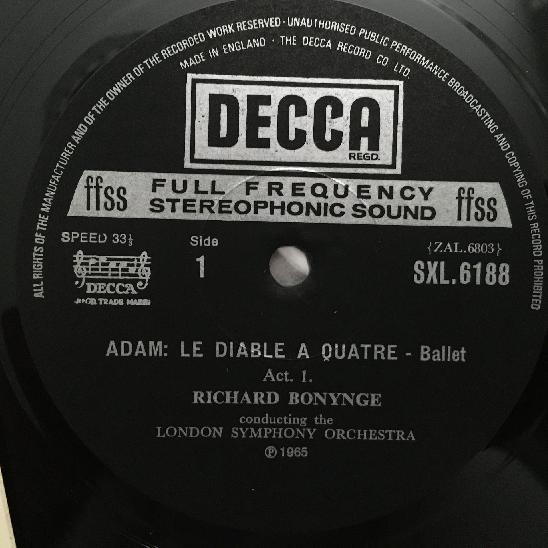 ALL RIGHTS OF THE MANUFACTURER AND OF THE OWNER OF THE RECORDED WORK RESERVED · UNAUTHORISED PUBLIC PERFORMANCE BROADCASTING AND COPYING OF THIS RECORD PROHIBITED
MADE IN ENGLAND · THE DECCA RECORD CO LTD.
DECCA
REGD.
ffss FULL FREQUENCY STEREOPHONIC SOUND ffss
SPEED 33⅓
Side
1
{ZAL.6803}
SXL.6188
DECCA
TRADE MARK
ADAM: LE DIABLE A QUATRE - Ballet
Act. 1.
RICHARD BONYNGE
conducting the
LONDON SYMPHONY ORCHESTRA
℗ 1965